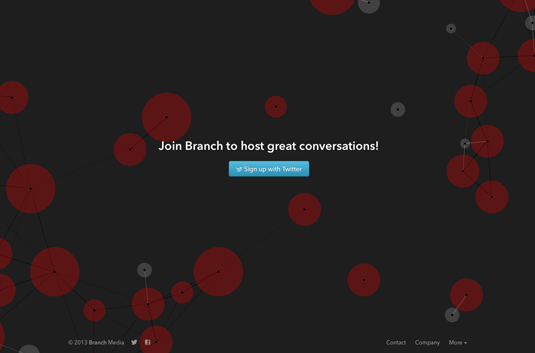 Join Branch to host great conversations!
Sign up with Twitter
© 2013 Branch Media
Contact Company More